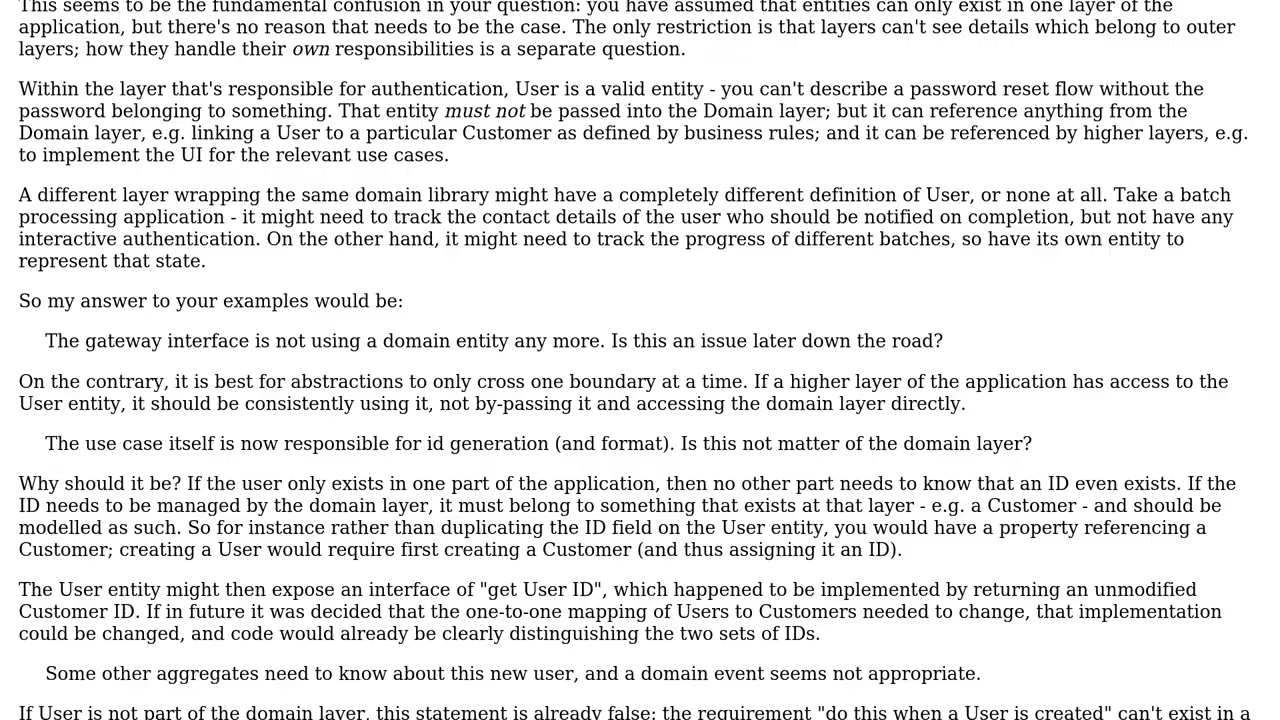 This seems to be the fundamental confusion in your question: you have assumed that entities can only exist in one layer of the
application, but there's no reason that needs to be the case. The only restriction is that layers can't see details which belong to outer
layers; how they handle their own responsibilities is a separate question.
Within the layer that's responsible for authentication, User is a valid entity - you can't describe a password reset flow without the
password belonging to something. That entity must not be passed into the Domain layer; but it can reference anything from the
Domain layer, e.g. linking a User to a particular Customer as defined by business rules; and it can be referenced by higher layers, e.g.
to implement the UI for the relevant use cases.
A different layer wrapping the same domain library might have a completely different definition of User, or none at all. Take a batch
processing application - it might need to track the contact details of the user who should be notified on completion, but not have any
interactive authentication. On the other hand, it might need to track the progress of different batches, so have its own entity to
represent that state.
So my answer to your examples would be:
The gateway interface is not using a domain entity any more. Is this an issue later down the road?
On the contrary, it is best for abstractions to only cross one boundary at a time. If a higher layer of the application has access to the
User entity, it should be consistently using it, not by-passing it and accessing the domain layer directly.
The use case itself is now responsible for id generation (and format). Is this not matter of the domain layer?
Why should it be? If the user only exists in one part of the application, then no other part needs to know that an ID even exists. If the
ID needs to be managed by the domain layer, it must belong to something that exists at that layer - e.g. a Customer - and should be
modelled as such. So for instance rather than duplicating the ID field on the User entity, you would have a property referencing a
Customer; creating a User would require first creating a Customer (and thus assigning it an ID).
The User entity might then expose an interface of "get User ID", which happened to be implemented by returning an unmodified
Customer ID. If in future it was decided that the one-to-one mapping of Users to Customers needed to change, that implementation
could be changed, and code would already be clearly distinguishing the two sets of IDs.
Some other aggregates need to know about this new user, and a domain event seems not appropriate.
If User is not part of the domain layer, this statement is already false: the requirement "do this when a User is created" can't exist in a